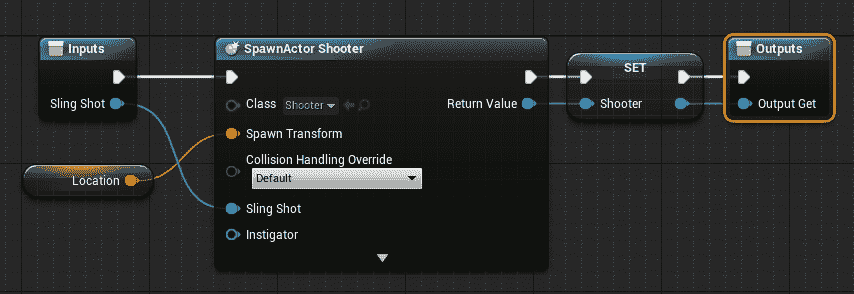 Inputs
Sling Shot
Location
SpawnActor Shooter
Class Shooter
Return Value
Spawn Transform
Collision Handling Override
Default
Sling Shot
Instigator
SET
Shooter
Outputs
Output Get